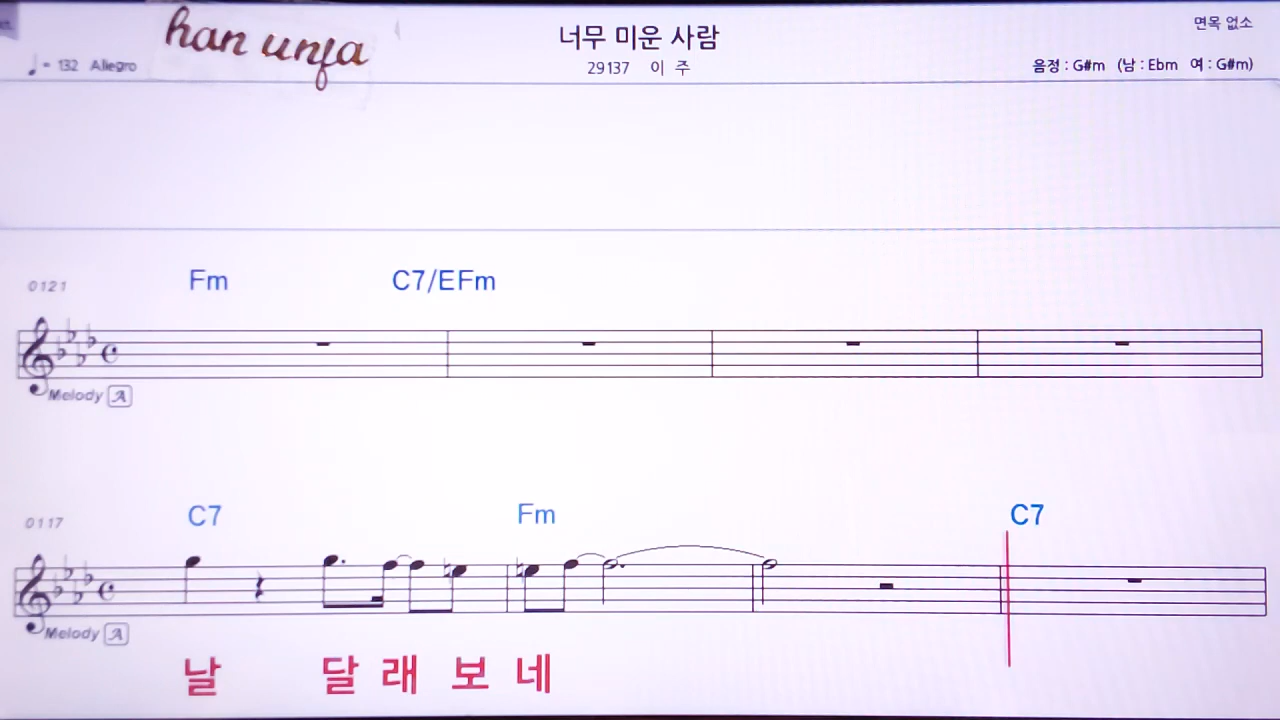 han unja
너무 미운 사람
면목 없소
♩= 132 Allegro
29137 이 주
음정 : G#m (남 : Ebm 여 : G#m)
0121 Fm C7/EFm
Melody A
0117 C7 Fm C7
Melody A
날 달 래 보 네